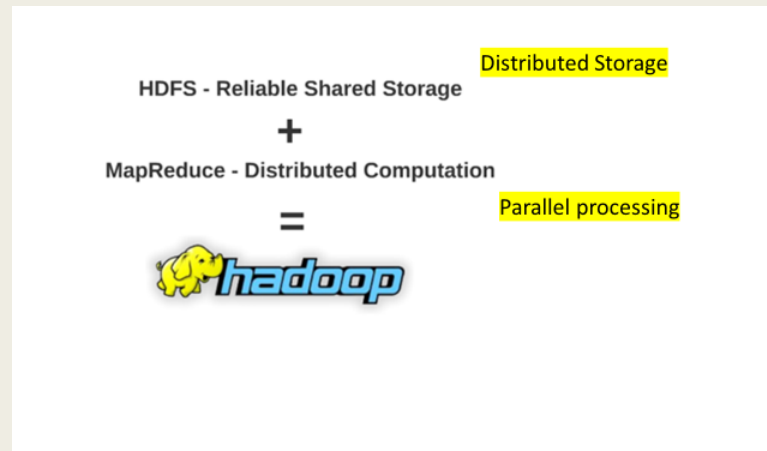 Distributed Storage
HDFS - Reliable Shared Storage
+
MapReduce - Distributed Computation
Parallel processing
=
hadoop